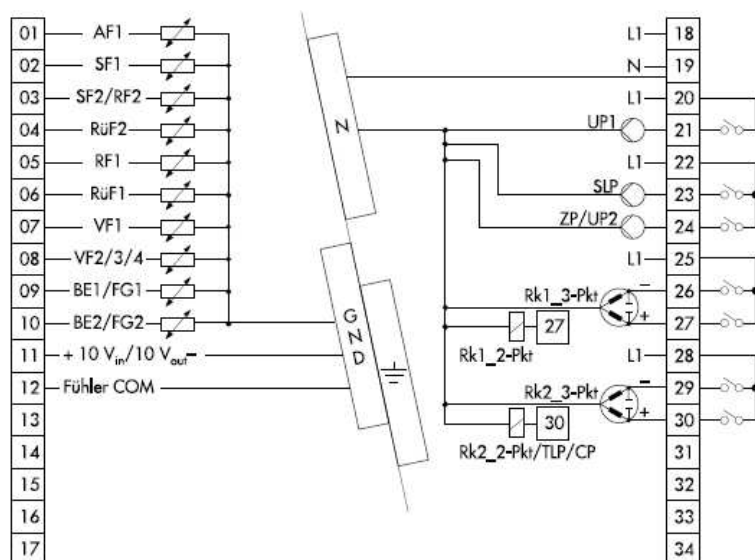 01 AF1 L1 18
02 SF1 N 19
03 SF2/RF2 L1 20
04 RüF2 UP1 21
05 RF1 L1 22
06 RüF1 SLP 23
07 VF1 ZP/UP2 24
08 VF2/3/4 L1 25
09 BE1/FG1 Rk1_3-Pkt − 26
10 BE2/FG2 27 + 27
11 + 10 Vin/10 Vout− Rk1_2-Pkt L1 28
12 Fühler COM Rk2_3-Pkt − 29
13 30 + 30
14 Rk2_2-Pkt/TLP/CP 31
15 32
16 33
17 34
N
GND